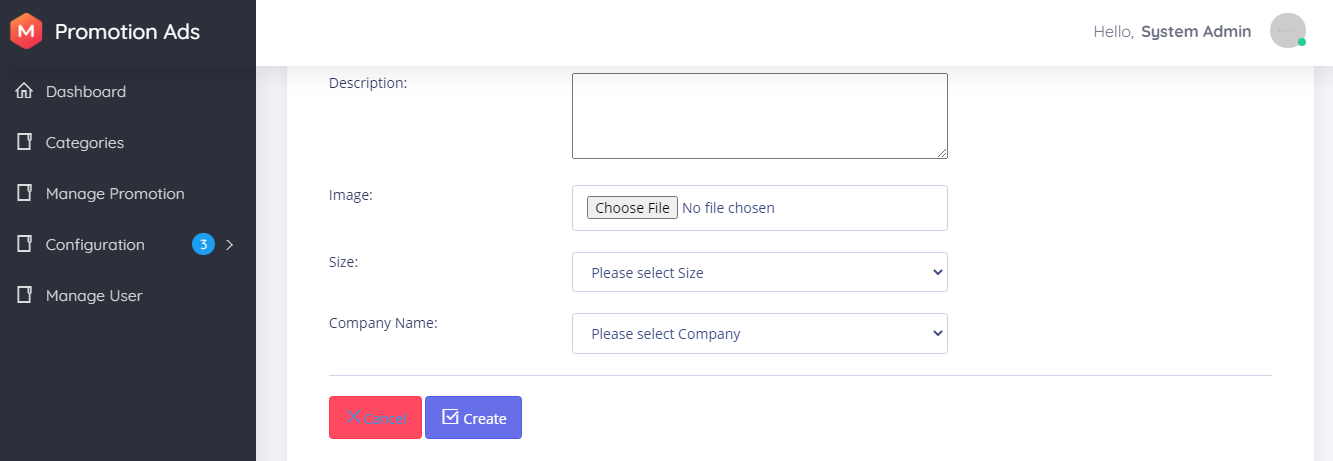 M
Promotion Ads
Hello, System Admin
Dashboard
Categories
Manage Promotion
Configuration 3
Manage User
Description:
Image:
Choose File No file chosen
Size:
Please select Size
Company Name:
Please select Company
Cancel
Create